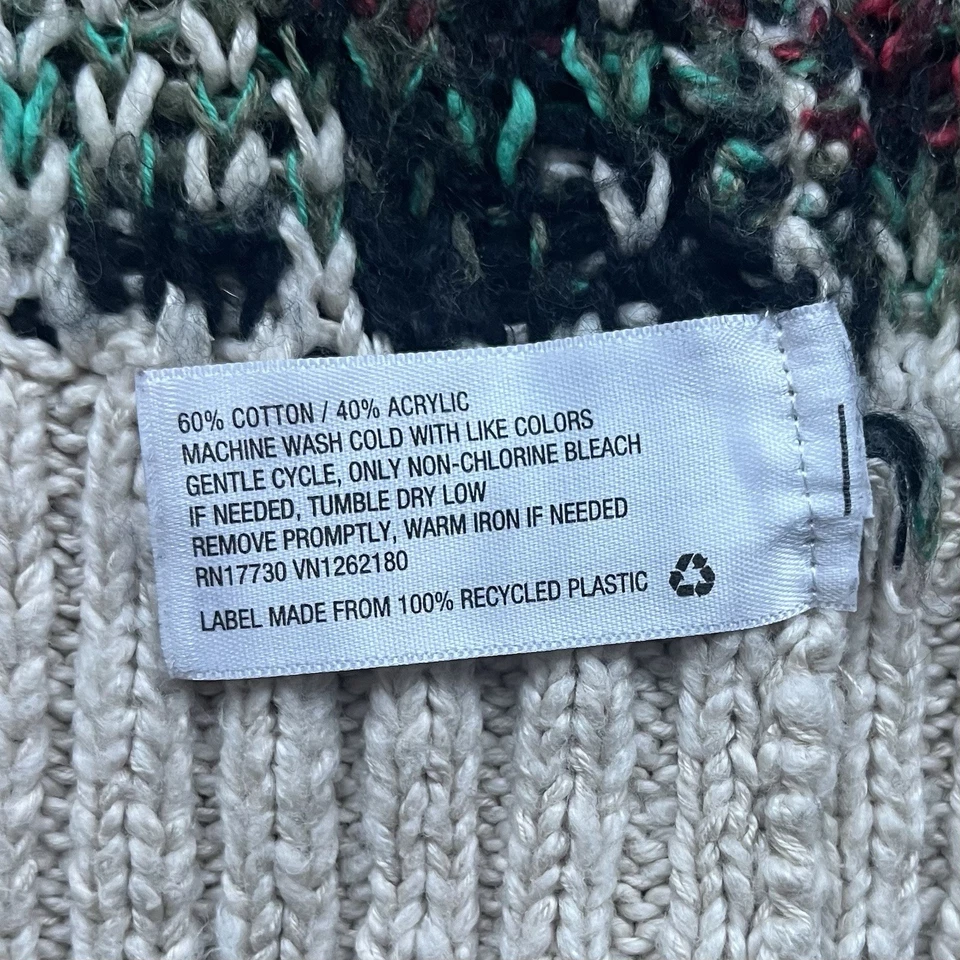 60% COTTON / 40% ACRYLIC
MACHINE WASH COLD WITH LIKE COLORS
GENTLE CYCLE, ONLY NON-CHLORINE BLEACH
IF NEEDED, TUMBLE DRY LOW
REMOVE PROMPTLY, WARM IRON IF NEEDED
RN17730 VN1262180
LABEL MADE FROM 100% RECYCLED PLASTIC